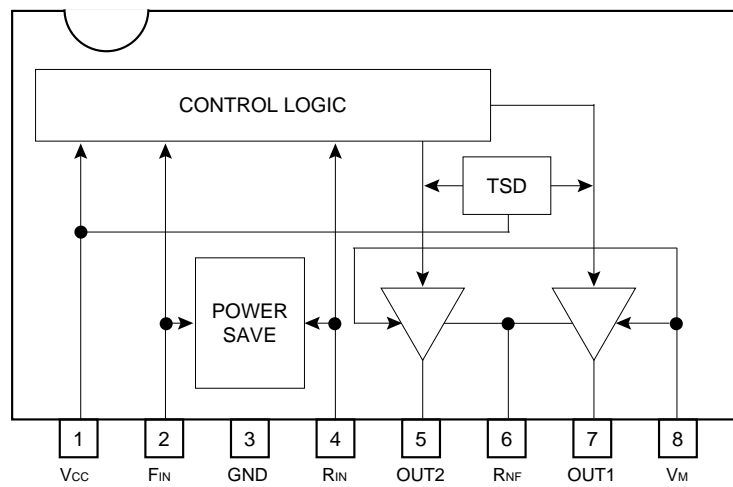 CONTROL LOGIC
TSD
POWER
SAVE
1 2 3 4 5 6 7 8
VCC FIN GND RIN OUT2 RNF OUT1 VM